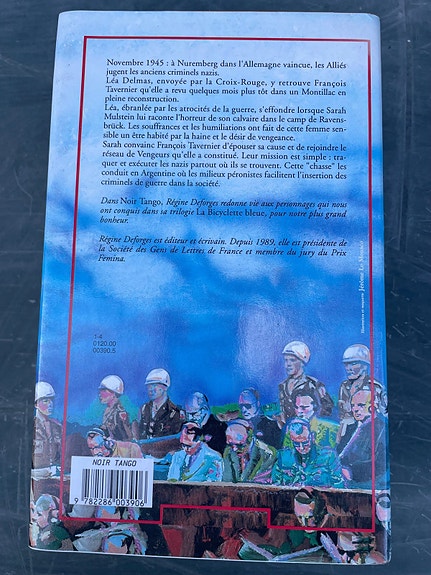 Novembre 1945 : à Nuremberg dans l'Allemagne vaincue, les Alliés
jugent les anciens criminels nazis.
Léa Delmas, envoyée par la Croix-Rouge, y retrouve François
Tavernier qu'elle a revu quelques mois plus tôt dans un Montillac en
pleine reconstruction.
Léa, ébranlée par les atrocités de la guerre, s'effondre lorsque Sarah
Mulstein lui raconte l'horreur de son calvaire dans le camp de Ravens-
brück. Les souffrances et les humiliations ont fait de cette femme sen-
sible un être habité par la haine et le désir de vengeance.
Sarah convainc François Tavernier d'épouser sa cause et de rejoindre le
réseau de Vengeurs qu'elle a constitué. Leur mission est simple : tra-
quer et exécuter les nazis partout où ils se trouvent. Cette "chasse" les
conduit en Argentine où les milieux péronistes facilitent l'insertion des
criminels de guerre dans la société.
Dans Noir Tango, Régine Deforges redonne vie aux personnages qui nous
ont conquis dans sa trilogie La Bicyclette bleue, pour notre plus grand
bonheur.
Régine Deforges est éditeur et écrivain. Depuis 1989, elle est présidente de
la Société des Gens de Lettres de France et membre du jury du Prix
Femina.
1-4
0120.00
00390.5
NOIR TANGO
9 782286 003906